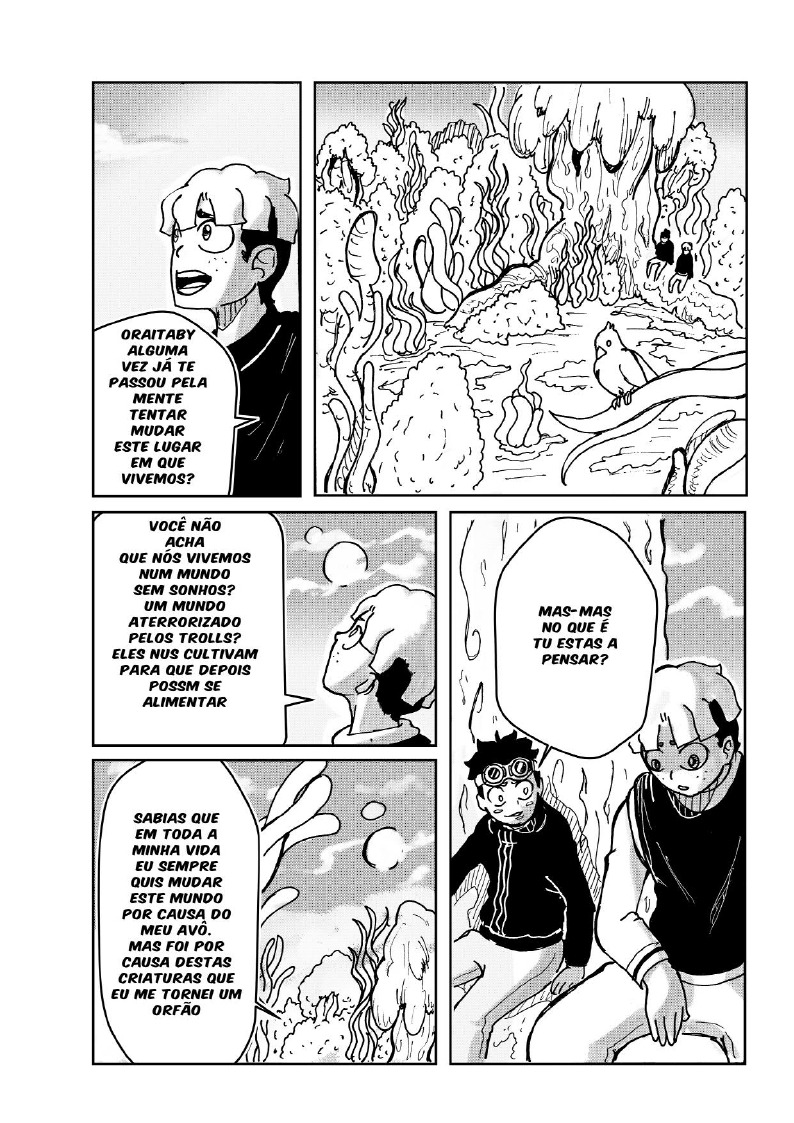 ORAITABY
ALGUMA
VEZ JÁ TE
PASSOU PELA
MENTE
TENTAR
MUDAR
ESTE LUGAR
EM QUE
VIVEMOS?
MAS-MAS
NO QUE É
TU ESTAS A
PENSAR?
VOCÊ NÃO
ACHA
QUE NÓS VIVEMOS
NUM MUNDO
SEM SONHOS?
UM MUNDO
ATERRORIZADO
PELOS TROLLS?
ELES NUS CULTIVAM
PARA QUE DEPOIS
POSSM SE
ALIMENTAR
SABIAS QUE
EM TODA A
MINHA VIDA
EU SEMPRE
QUIS MUDAR
ESTE MUNDO
POR CAUSA DO
MEU AVÔ.
MAS FOI POR
CAUSA DESTAS
CRIATURAS QUE
EU ME TORNEI UM
ORFÃO